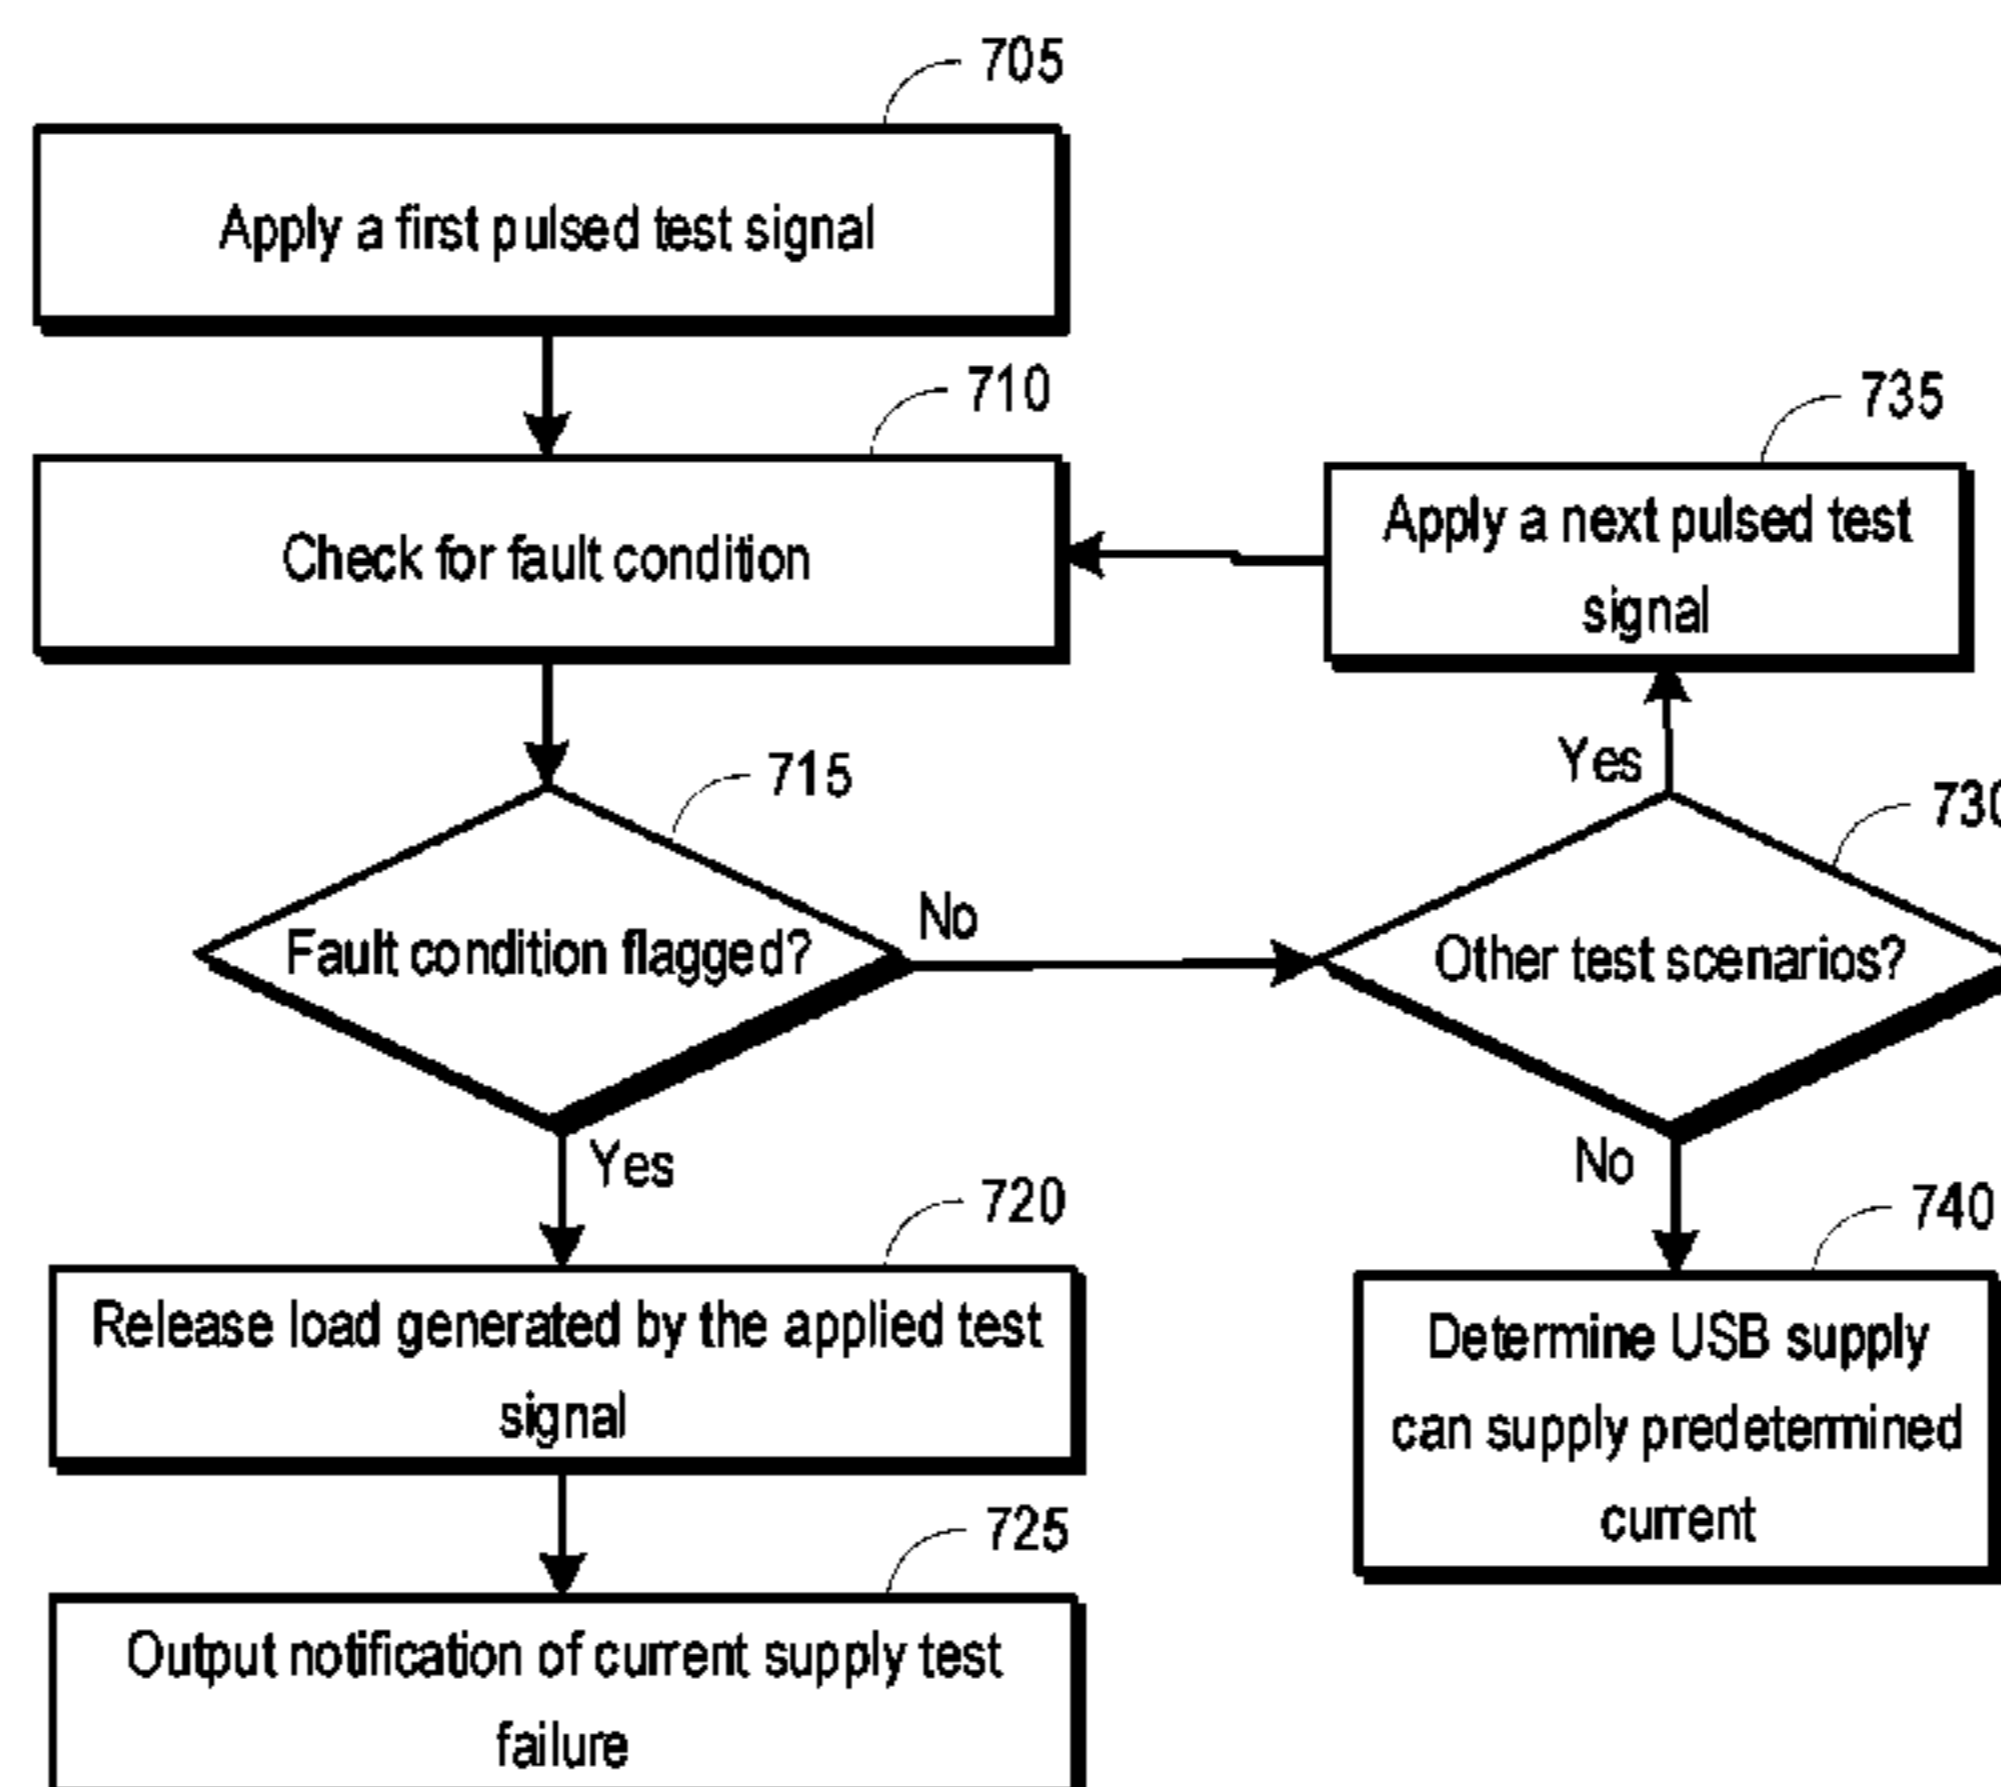 705
Apply a first pulsed test signal
710
Check for fault condition
735
Apply a next pulsed test
signal
715
Fault condition flagged?
No
Yes
730
Other test scenarios?
Yes
No
720
Release load generated by the applied test
signal
725
Output notification of current supply test
failure
740
Determine USB supply
can supply predetermined
current